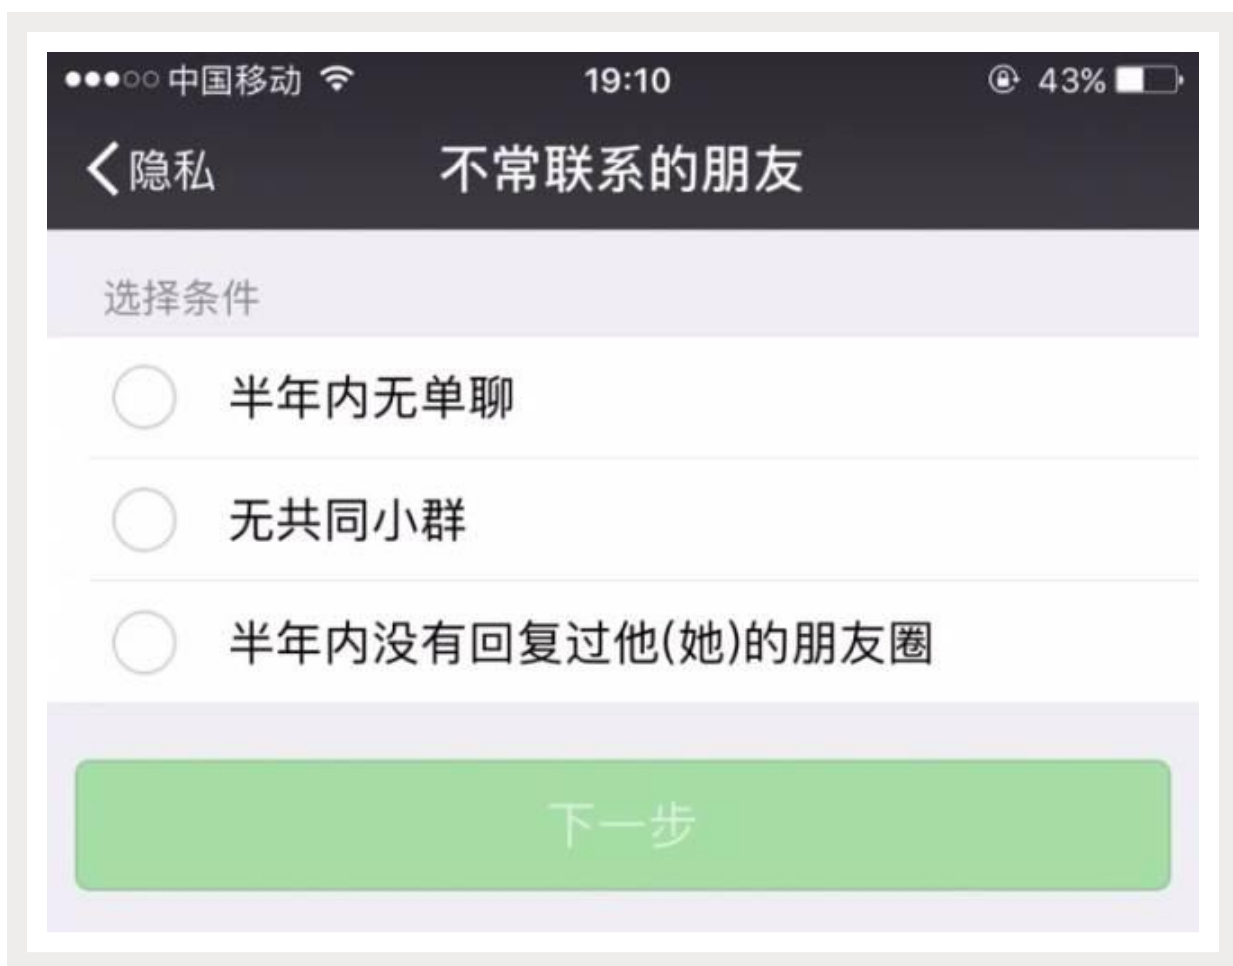 中国移动 19:10 43%
隐私 不常联系的朋友
选择条件
半年内无单聊
无共同小群
半年内没有回复过他(她)的朋友圈
下一步